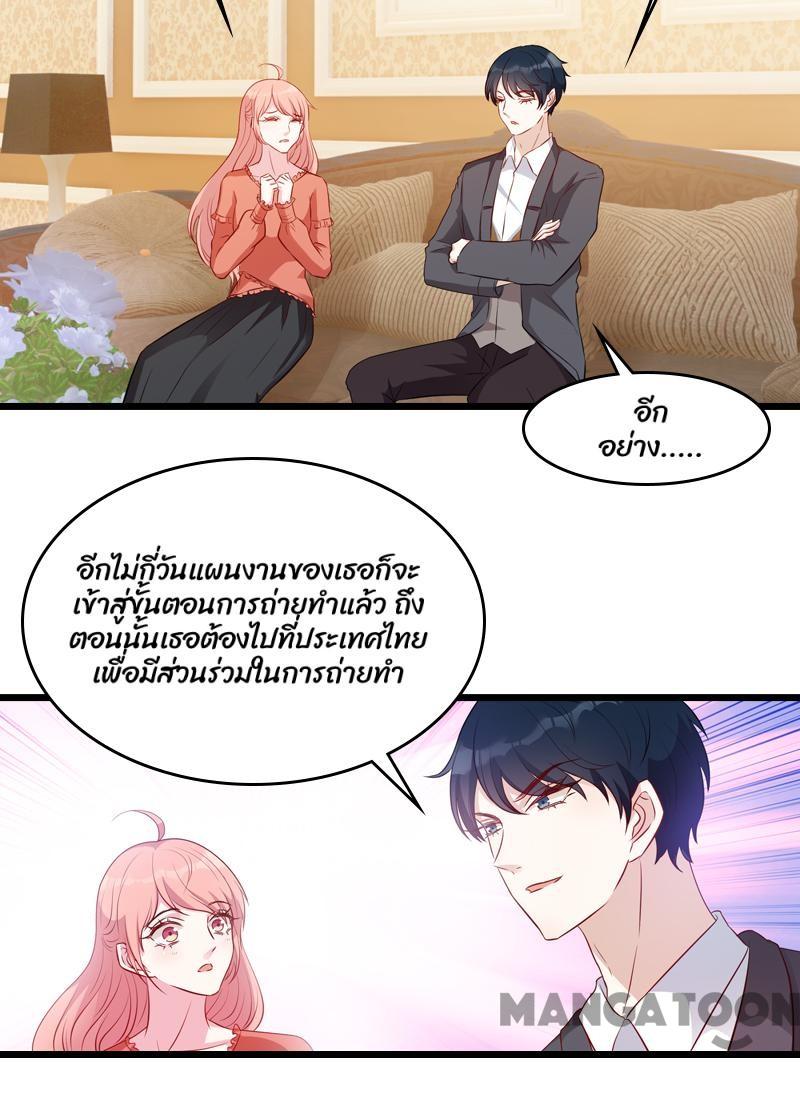 อีก
อย่าง.....
อีกไม่กี่วันแผนงานของเธอก็จะ
เข้าสู่ขั้นตอนการถ่ายทำแล้ว ถึง
ตอนนั้นเธอต้องไปที่ประเทศไทย
เพื่อมีส่วนร่วมในการถ่ายทำ
MANGATOON